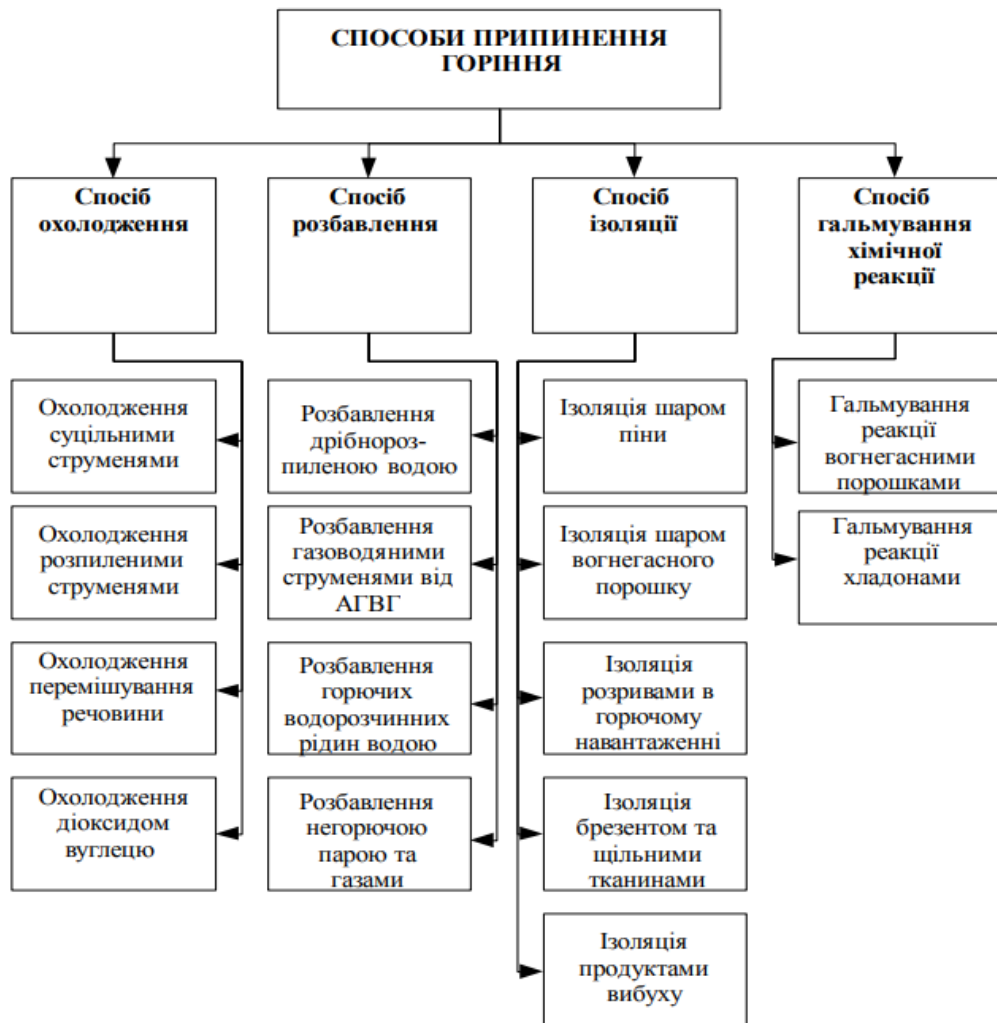 СПОСОБИ ПРИПИНЕННЯ
ГОРІННЯ
Спосіб
охолодження
Спосіб
розбавлення
Спосіб
ізоляції
Спосіб
гальмування
хімічної
реакції
Охолодження
суцільними
струменями
Охолодження
розпиленими
струменями
Охолодження
перемішування
речовини
Охолодження
діоксидом
вуглецю
Розбавлення
дрібнороз-
пиленою водою
Розбавлення
газоводяними
струменями від
АГВГ
Розбавлення
горючих
водорозчинних
рідин водою
Розбавлення
негорючою
парою та
газами
Ізоляція шаром
піни
Ізоляція шаром
вогнегасного
порошку
Ізоляція
розривами в
горючому
навантаженні
Ізоляція
брезентом та
щільними
тканинами
Ізоляція
продуктами
вибуху
Гальмування
реакції
вогнегасними
порошками
Гальмування
реакції
хладонами